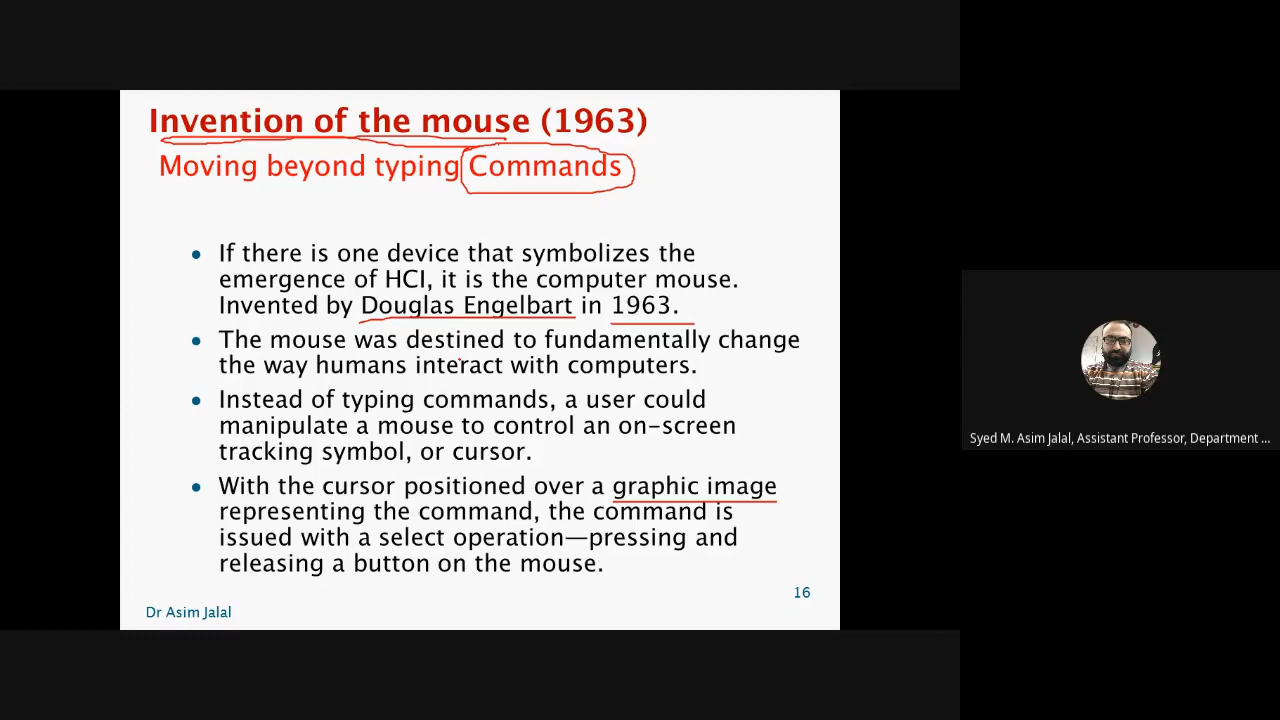 Invention of the mouse (1963)
Moving beyond typing Commands
• If there is one device that symbolizes the
emergence of HCI, it is the computer mouse.
Invented by Douglas Engelbart in 1963.
• The mouse was destined to fundamentally change
the way humans interact with computers.
• Instead of typing commands, a user could
manipulate a mouse to control an on-screen
tracking symbol, or cursor.
• With the cursor positioned over a graphic image
representing the command, the command is
issued with a select operation—pressing and
releasing a button on the mouse.
16
Dr Asim Jalal
Syed M. Asim Jalal, Assistant Professor, Department ...